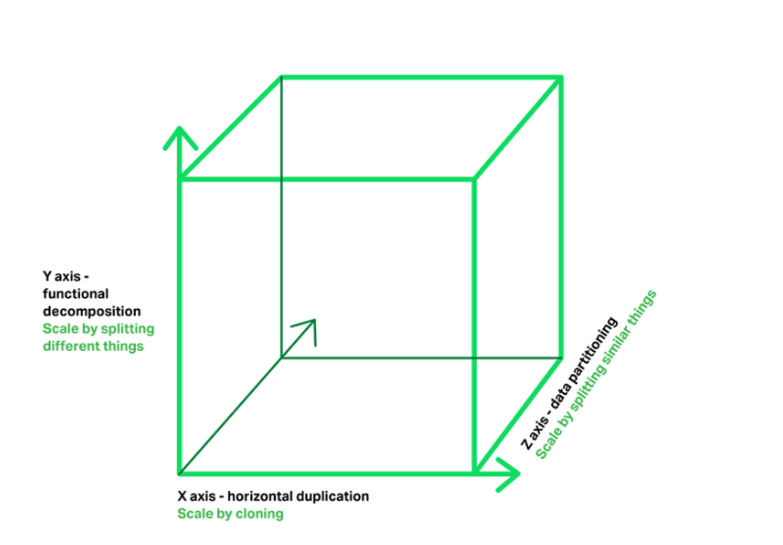 Y axis -
functional
decomposition
Scale by splitting
different things
Z axis - data partitioning
Scale by splitting similar things
X axis - horizontal duplication
Scale by cloning